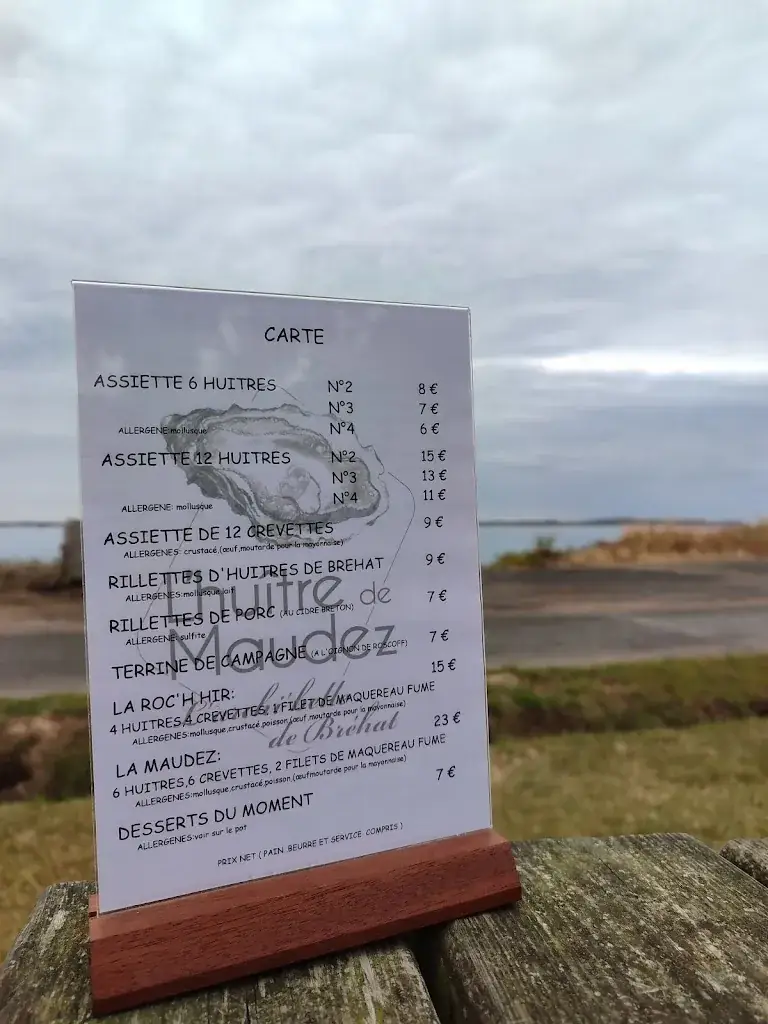 CARTE
ASSIETTE 6 HUITRES N°2 8 €
N°3 7 €
ALLERGENE:mollusque N°4 6 €
ASSIETTE 12 HUITRES N°2 15 €
N°3 13 €
N°4 11 €
ALLERGENE: mollusque
ASSIETTE DE 12 CREVETTES 9 €
ALLERGENES: crustacé,(œuf,moutarde pour la mayonnaise)
RILLETTES D'HUITRES DE BREHAT 9 €
ALLERGENES:mollusque,lait
RILLETTES DE PORC (AU CIDRE BRETON) 7 €
ALLERGENE: sulfite
TERRINE DE CAMPAGNE (A L'OIGNON DE ROSCOFF) 7 €
LA ROC'H HIR: 15 €
4 HUITRES,4 CREVETTES, 1 FILET DE MAQUEREAU FUME
ALLERGENES:mollusque,crustacé,poisson,(œuf,moutarde pour la mayonnaise)
LA MAUDEZ: 23 €
6 HUITRES,6 CREVETTES, 2 FILETS DE MAQUEREAU FUME
ALLERGENES:mollusque,crustacé,poisson,(œufmoutarde pour la mayonnaise)
DESSERTS DU MOMENT 7 €
ALLERGENES:voir sur le pot
PRIX NET ( PAIN BEURRE ET SERVICE COMPRIS )
L'huître de
Maudez
de Bréhat